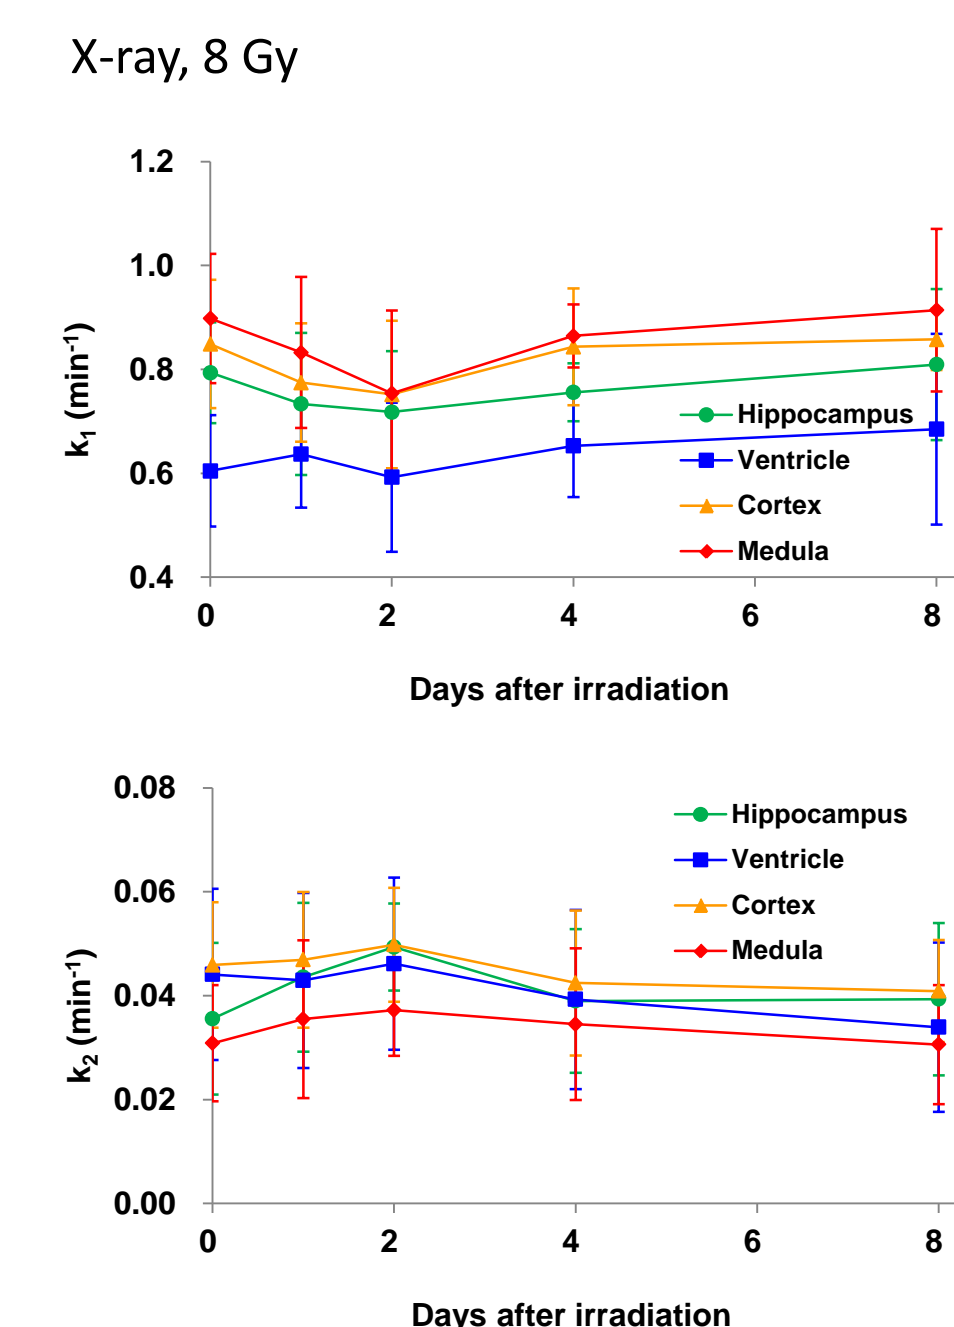 X-ray, 8 Gy
1.2
1.0
0.8
0.6
0.4
k₁ (min⁻¹)
Hippocampus
Ventricle
Cortex
Medula
0 2 4 6 8
Days after irradiation
0.08
0.06
0.04
0.02
0.00
k₂ (min⁻¹)
Hippocampus
Ventricle
Cortex
Medula
0 2 4 6 8
Days after irradiation